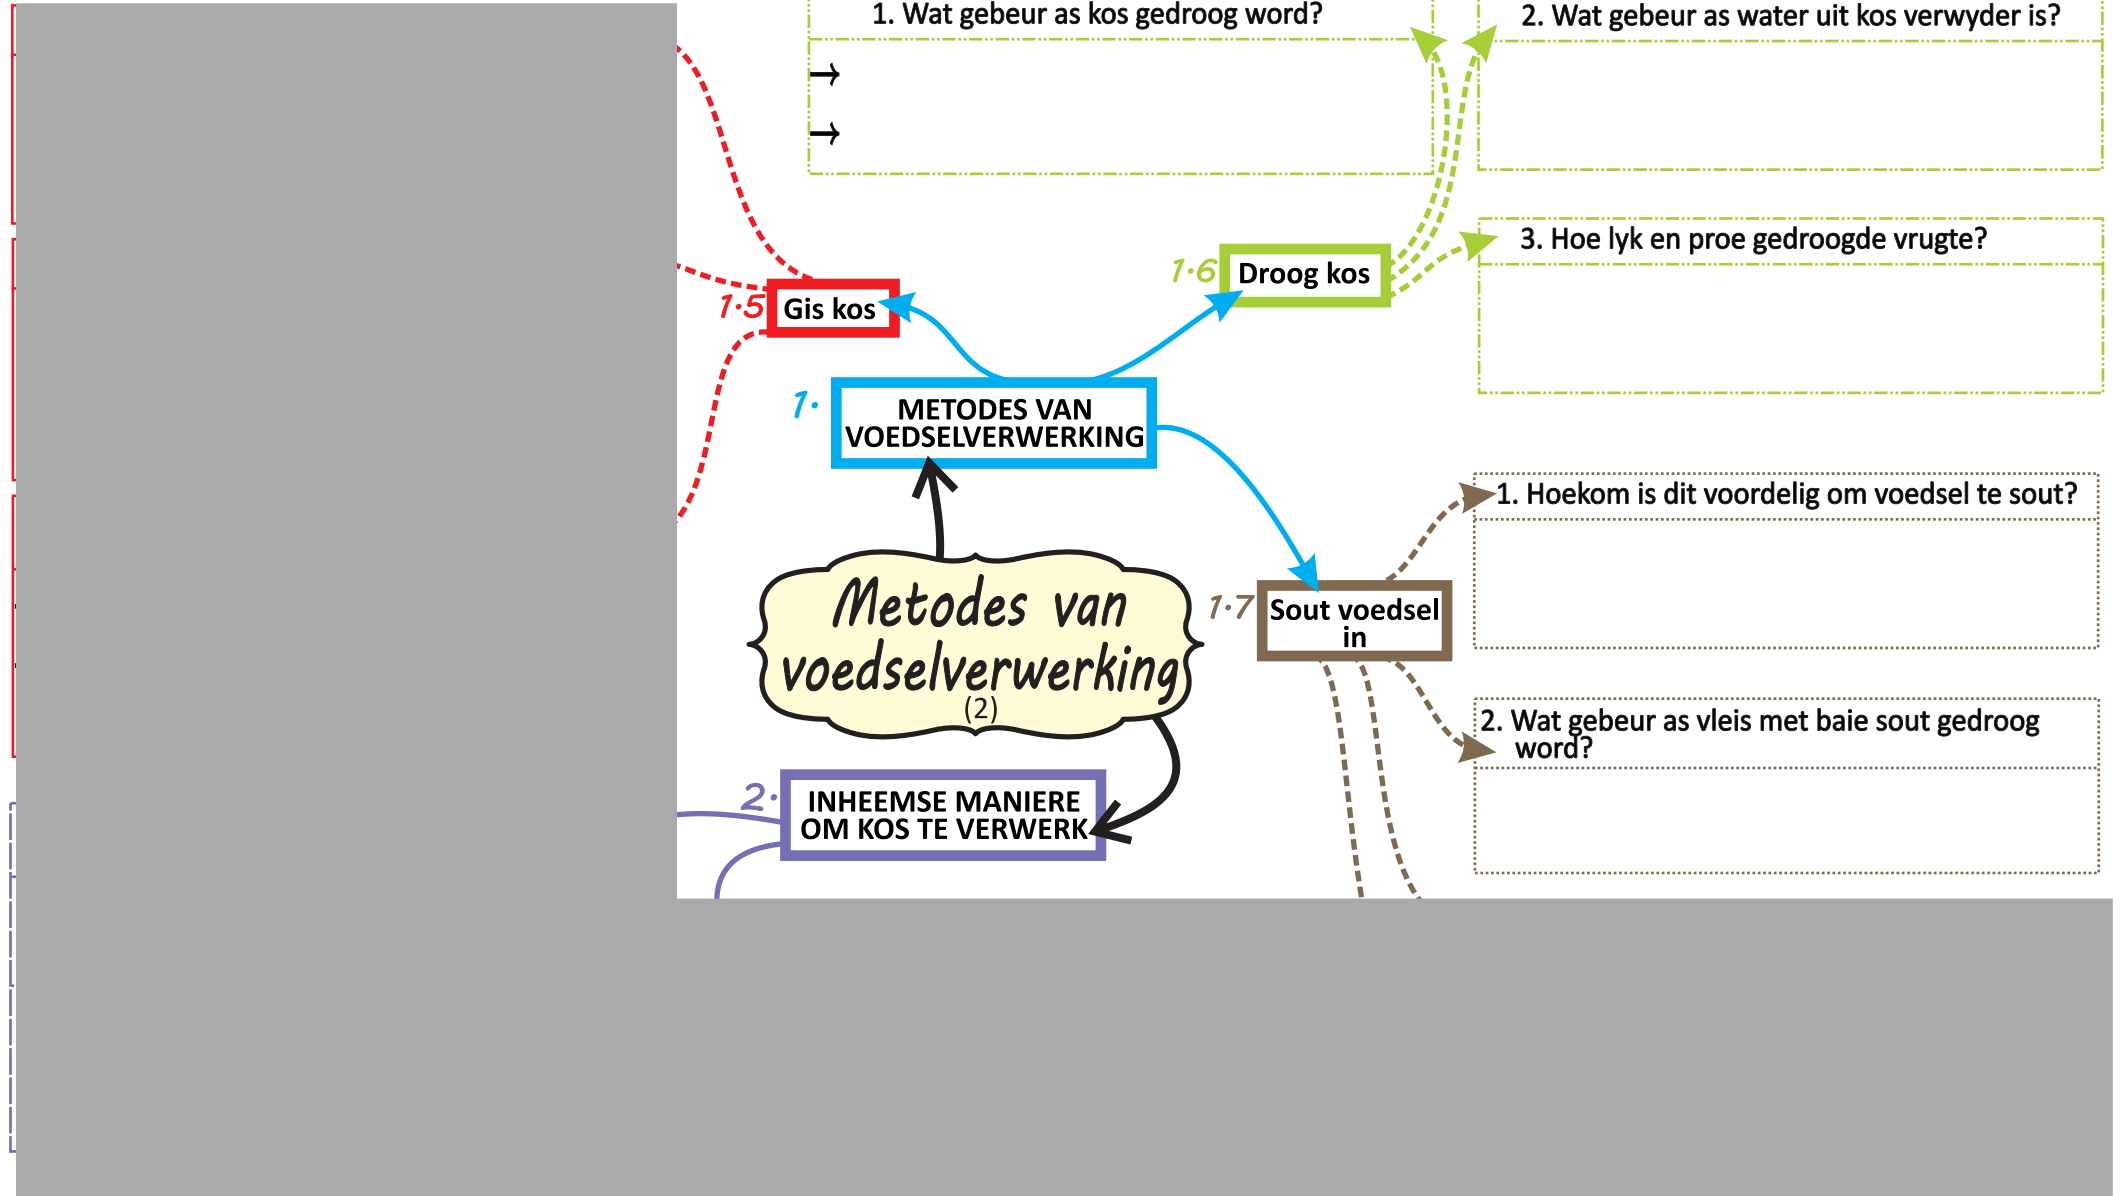 1. Wat gebeur as kos gedroog word?
→
→
2. Wat gebeur as water uit kos verwyder is?
3. Hoe lyk en proe gedroogde vrugte?
1·6
Droog kos
1·5
Gis kos
1·
METODES VAN
VOEDSELVERWERKING
1. Hoekom is dit voordelig om voedsel te sout?
1·7
Sout voedsel
in
Metodes van
voedselverwerking
(2)
2. Wat gebeur as vleis met baie sout gedroog
word?
2·
INHEEMSE MANIERE
OM KOS TE VERWERK